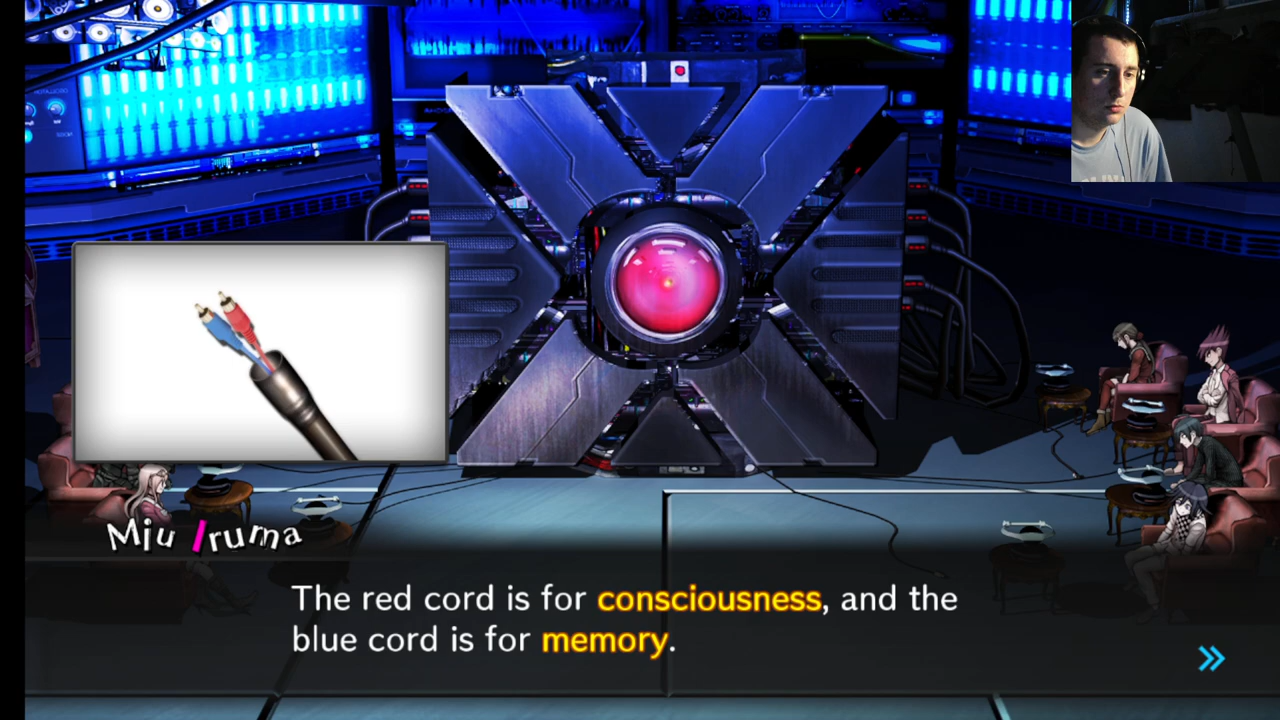 Miu Iruma
The red cord is for consciousness, and the
blue cord is for memory.